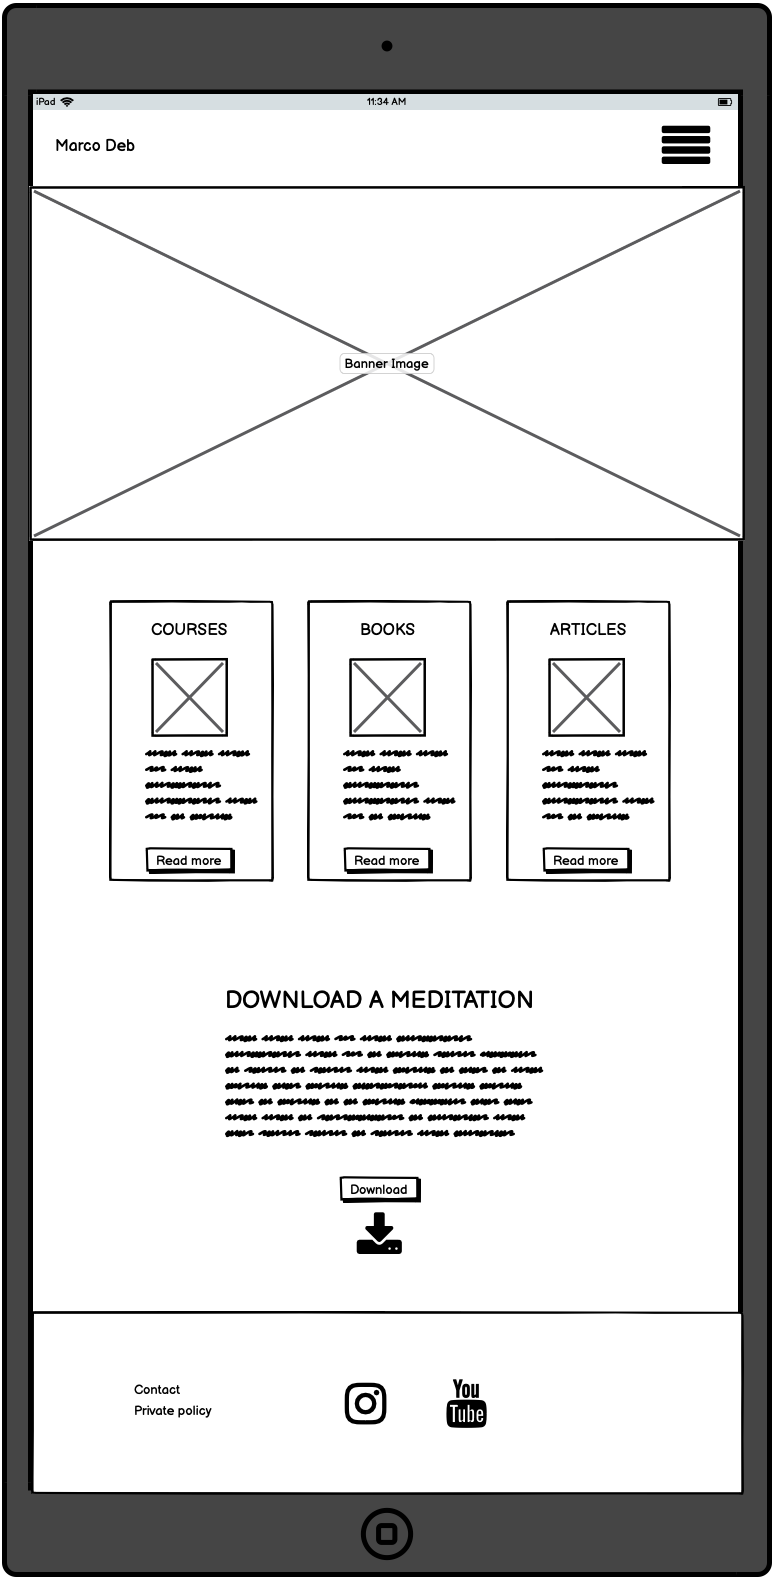 iPad
11:34 AM
Marco Deb
Banner Image
COURSES
BOOKS
ARTICLES
Read more
Read more
Read more
DOWNLOAD A MEDITATION
Download
Contact
Private policy
You
Tube